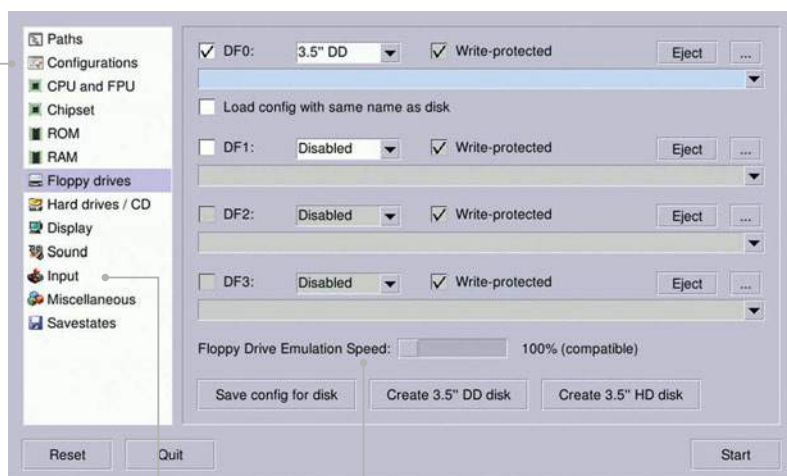 Paths
Configurations
CPU and FPU
Chipset
ROM
RAM
Floppy drives
Hard drives / CD
Display
Sound
Input
Miscellaneous
Savestates
DF0: 3.5" DD Write-protected Eject ...
Load config with same name as disk
DF1: Disabled Write-protected Eject ...
DF2: Disabled Write-protected Eject ...
DF3: Disabled Write-protected Eject ...
Floppy Drive Emulation Speed: 100% (compatible)
Save config for disk Create 3.5" DD disk Create 3.5" HD disk
Reset Quit Start